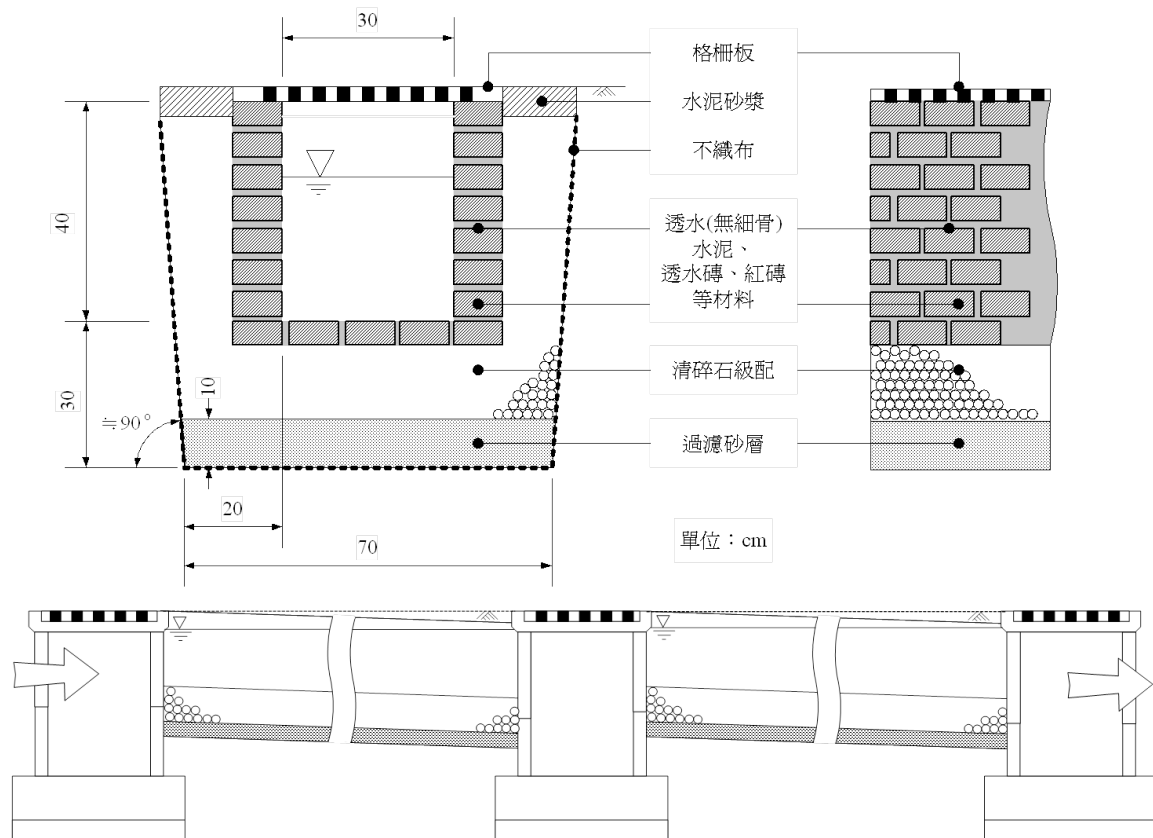 30
格柵板
水泥砂漿
不織布
40
透水(無細骨)
水泥、
透水磚、紅磚
等材料
30
10
清碎石級配
≒90°
過濾砂層
20
單位：cm
70